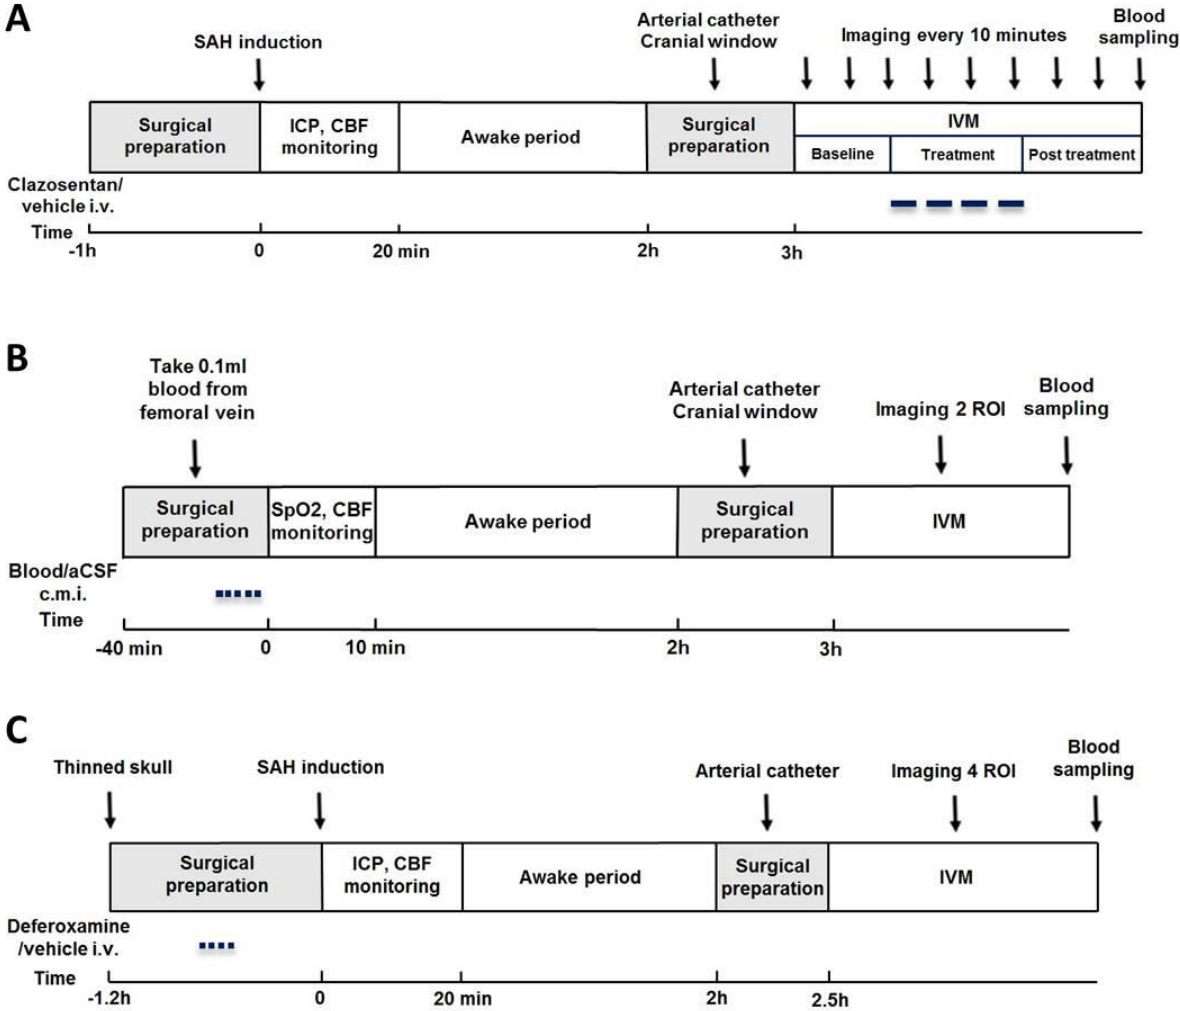 A
SAH induction
Arterial catheter
Cranial window
Imaging every 10 minutes
Blood
sampling
Surgical
preparation
ICP, CBF
monitoring
Awake period
Surgical
preparation
IVM
Baseline
Treatment
Post treatment
Clazosentan/
vehicle i.v.
Time
-1h
0
20 min
2h
3h
B
Take 0.1ml
blood from
femoral vein
Arterial catheter
Cranial window
Imaging 2 ROI
Blood
sampling
Surgical
preparation
SpO2, CBF
monitoring
Awake period
Surgical
preparation
IVM
Blood/aCSF
c.m.i.
Time
-40 min
0
10 min
2h
3h
C
Thinned skull
SAH induction
Arterial catheter
Imaging 4 ROI
Blood
sampling
Surgical
preparation
ICP, CBF
monitoring
Awake period
Surgical
preparation
IVM
Deferoxamine
/vehicle i.v.
Time
-1.2h
0
20 min
2h
2.5h